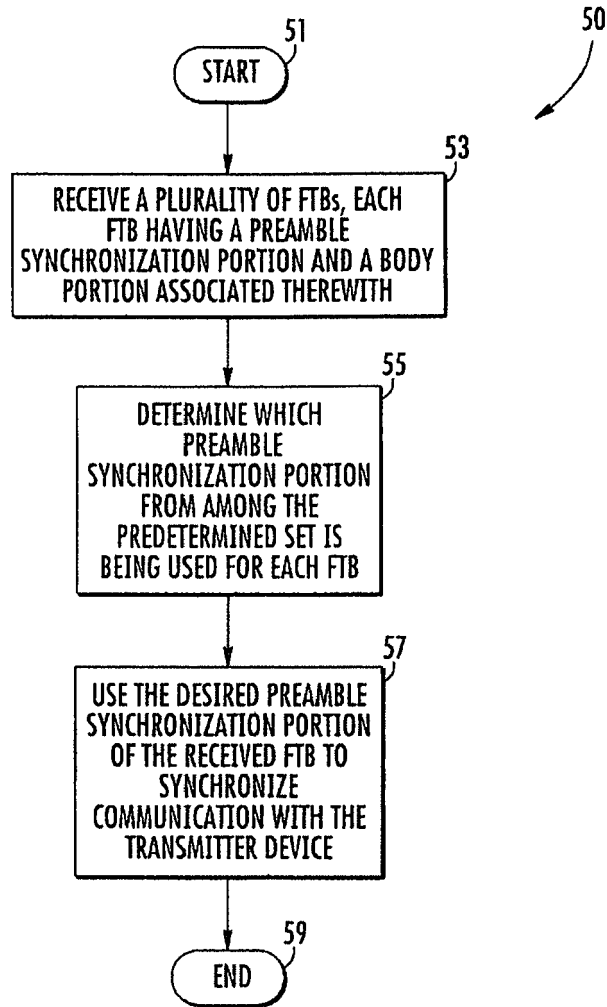 50
51
START
53
RECEIVE A PLURALITY OF FTBs, EACH
FTB HAVING A PREAMBLE
SYNCHRONIZATION PORTION AND A BODY
PORTION ASSOCIATED THEREWITH
55
DETERMINE WHICH
PREAMBLE
SYNCHRONIZATION PORTION
FROM AMONG THE
PREDETERMINED SET IS
BEING USED FOR EACH FTB
57
USE THE DESIRED PREAMBLE
SYNCHRONIZATION PORTION
OF THE RECEIVED FTB TO
SYNCHRONIZE
COMMUNICATION WITH THE
TRANSMITTER DEVICE
59
END